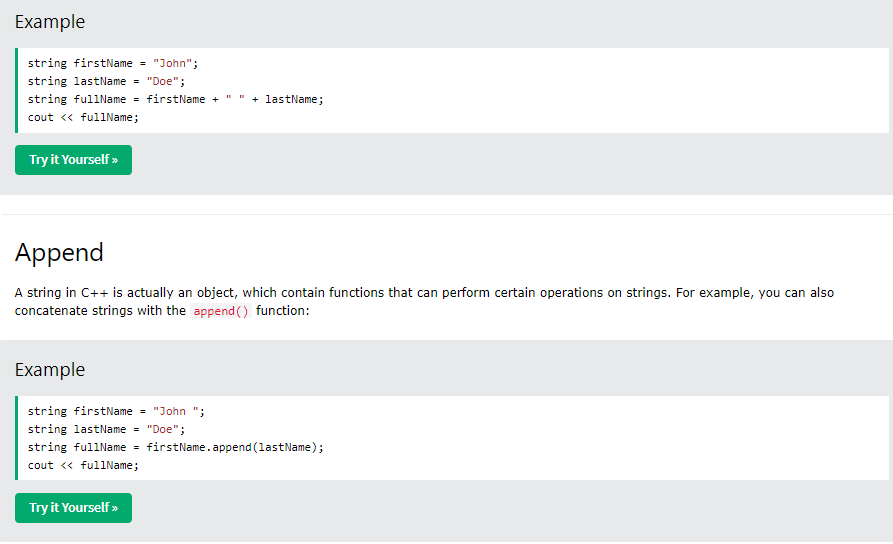 Example
string firstName = "John";
string lastName = "Doe";
string fullName = firstName + " " + lastName;
cout << fullName;
Try it Yourself »
Append
A string in C++ is actually an object, which contain functions that can perform certain operations on strings. For example, you can also
concatenate strings with the append() function:
Example
string firstName = "John ";
string lastName = "Doe";
string fullName = firstName.append(lastName);
cout << fullName;
Try it Yourself »